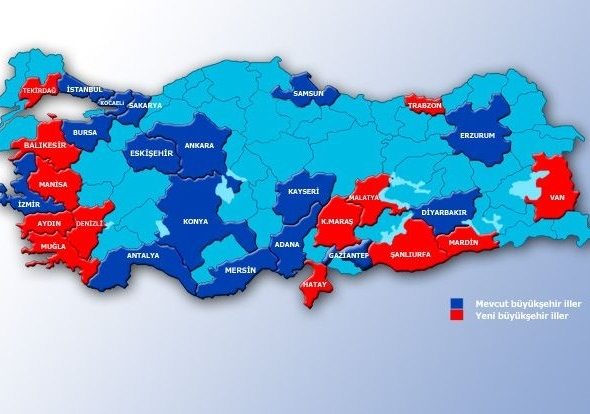 TEKİRDAĞ
İSTANBUL
KOCAELİ
SAKARYA
SAMSUN
TRABZON
BURSA
ERZURUM
BALIKESİR
ESKİŞEHİR
ANKARA
MANİSA
KAYSERİ
MALATYA
VAN
İZMİR
DİYARBAKIR
AYDIN
DENİZLİ
KONYA
K.MARAŞ
MUĞLA
ADANA
MARDİN
ANTALYA
GAZİANTEP
ŞANLIURFA
MERSİN
HATAY
Mevcut büyükşehir iller
Yeni büyükşehir iller